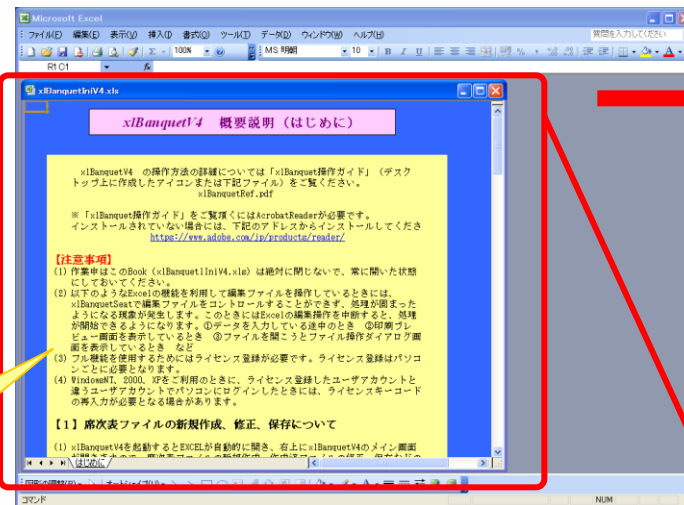 Microsoft Excel
ファイル(F) 編集(E) 表示(V) 挿入(I) 書式(O) ツール(T) データ(D) ウィンドウ(W) ヘルプ(H)
質問を入力してください
100% MS 明朝 10 B I U
R1C1 fx
xlBanquetIniV4.xls
xlBanquetV4 概要説明（はじめに）
xlBanquetV4 の操作方法の詳細については「xlBanquet操作ガイド」（デスク
トップ上に作成したアイコンまたは下記ファイル）をご覧ください。
xlBanquetRef.pdf
※「xlBanquet操作ガイド」をご覧頂くにはAcrobatReaderが必要です。
インストールされていない場合には、下記のアドレスからインストールしてくださ
https://www.adobe.com/jp/products/reader/
【注意事項】
(1) 作業中はこのBook（xlBanquetIIniV4.xls）は絶対に閉じないで、常に開いた状態
にしておいてください。
(2) 以下のようなExcelの機能を利用して編集ファイルを操作しているときには、
xlBanquetSeatで編集ファイルをコントロールすることができず、処理が固まった
ようになる現象が発生します。このときにはExcelの編集操作を中断すると、処理
が開始できるようになります。①データを入力している途中のとき ②印刷プレ
ビュー画面を表示しているとき ③ファイルを開こうとファイル操作ダイアログ画
面を表示しているとき など
(3) フル機能を使用するためにはライセンス登録が必要です。ライセンス登録はパソコ
ンごとに必要となります。
(4) WindowsNT、2000、XPをご利用のときに、ライセンス登録したユーザアカウントと
違うユーザアカウントでパソコンにログインしたときには、ライセンスキーコード
の再入力が必要となる場合があります。
【1】席次表ファイルの新規作成、修正、保存について
(1) xlBanquetV4を起動するとEXCELが自動的に開き、右上にxlBanquetV4のメイン画面
はじめに
コマンド NUM